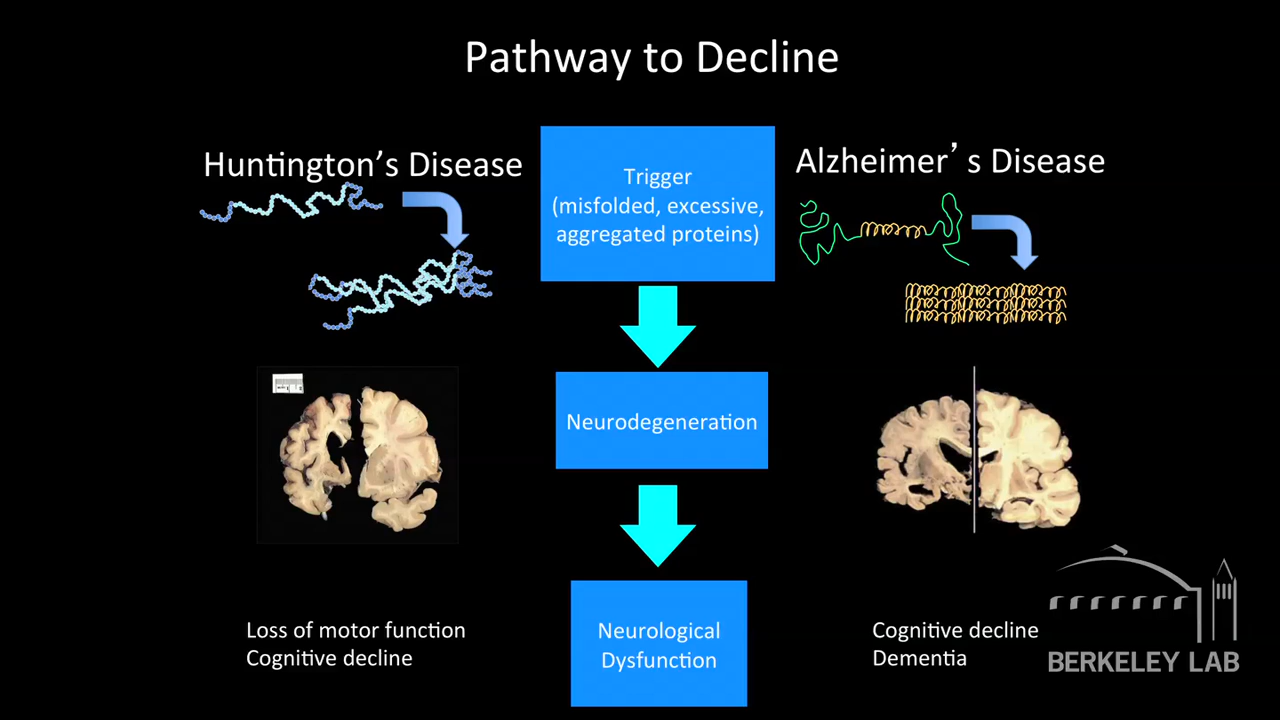 Pathway to Decline
Huntington's Disease
Trigger
(misfolded, excessive,
aggregated proteins)
Alzheimer's Disease
Neurodegeneration
Loss of motor function
Cognitive decline
Neurological
Dysfunction
Cognitive decline
Dementia
BERKELEY LAB